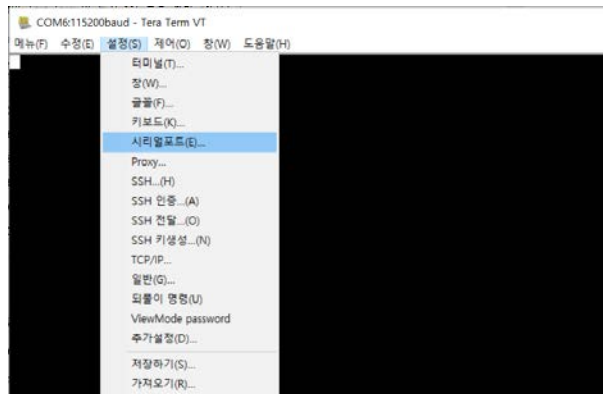 COM6:115200baud - Tera Term VT
메뉴(F) 수정(E) 설정(S) 제어(O) 창(W) 도움말(H)
터미널(T)...
창(W)...
글꼴(F)...
키보드(K)...
시리얼포트(E)...
Proxy...
SSH...(H)
SSH 인증...(A)
SSH 전달...(O)
SSH 키생성...(N)
TCP/IP...
일반(G)...
되풀이 명령(U)
ViewMode password
추가설정(D)...
저장하기(S)...
가져오기(R)...